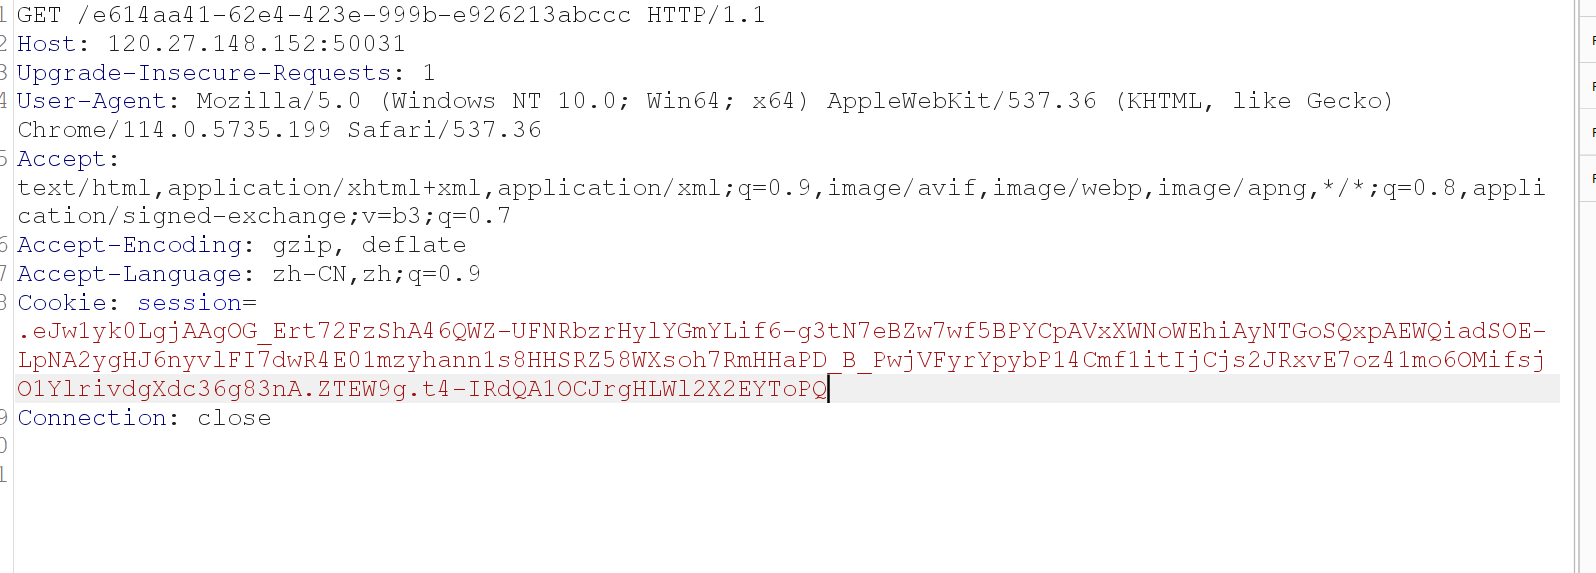 1 GET /e614aa41-62e4-423e-999b-e926213abccc HTTP/1.1
2 Host: 120.27.148.152:50031
3 Upgrade-Insecure-Requests: 1
4 User-Agent: Mozilla/5.0 (Windows NT 10.0; Win64; x64) AppleWebKit/537.36 (KHTML, like Gecko)
Chrome/114.0.5735.199 Safari/537.36
5 Accept:
text/html,application/xhtml+xml,application/xml;q=0.9,image/avif,image/webp,image/apng,*/*;q=0.8,appli
cation/signed-exchange;v=b3;q=0.7
6 Accept-Encoding: gzip, deflate
7 Accept-Language: zh-CN,zh;q=0.9
8 Cookie: session=
.eJw1yk0LgjAAgOG_Ert72FzShA46QWZ-UFNRbzrHylYGmYLif6-g3tN7eBZw7wf5BPYCpAVxXWNoWEhiAyNTGoSQxpAEWQiadSOE-
LpNA2ygHJ6nyvlFI7dwR4E01mzyhann1s8HHSRZ58WXsoh7RmHHaPD_B_PwjVFyrYpybP14Cmf1itIjCjs2JRxvE7oz41mo6OMifsj
O1YlrivdgXdc36g83nA.ZTEW9g.t4-IRdQA1OCJrgHLWl2X2EYToPQ
9 Connection: close
0
1